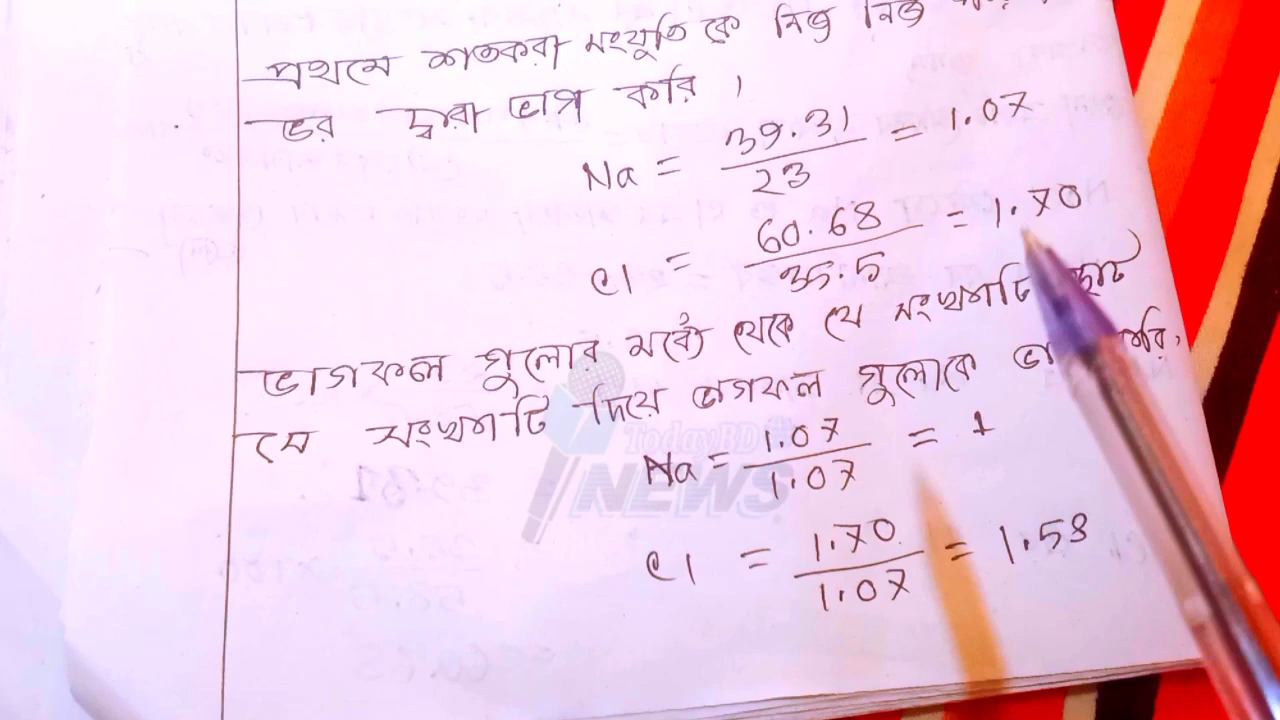 প্রথমে শতকরা সংযুতি কে নিজ নিজ
ভর দ্বারা ভাগ করি ।
Na = 39.31 / 23 = 1.07
Cl = 60.68 / 35.5 = 1.70
ভাগফল গুলোর মধ্যে থেকে যে সংখ্যাটি ছোট
সে সংখ্যাটি দিয়ে ভাগফল গুলোকে
Na = 1.07 / 1.07 = 1
Cl = 1.70 / 1.07 = 1.58
TodayBD
NEWS